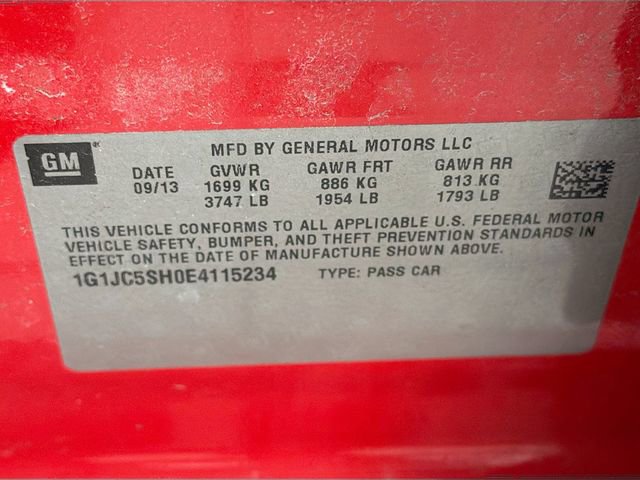 GM
MFD BY GENERAL MOTORS LLC
DATE GVWR GAWR FRT GAWR RR
09/13 1699 KG 886 KG 813 KG
3747 LB 1954 LB 1793 LB
THIS VEHICLE CONFORMS TO ALL APPLICABLE U.S. FEDERAL MOTOR
VEHICLE SAFETY, BUMPER, AND THEFT PREVENTION STANDARDS IN
EFFECT ON THE DATE OF MANUFACTURE SHOWN ABOVE.
1G1JC5SH0E4115234 TYPE: PASS CAR